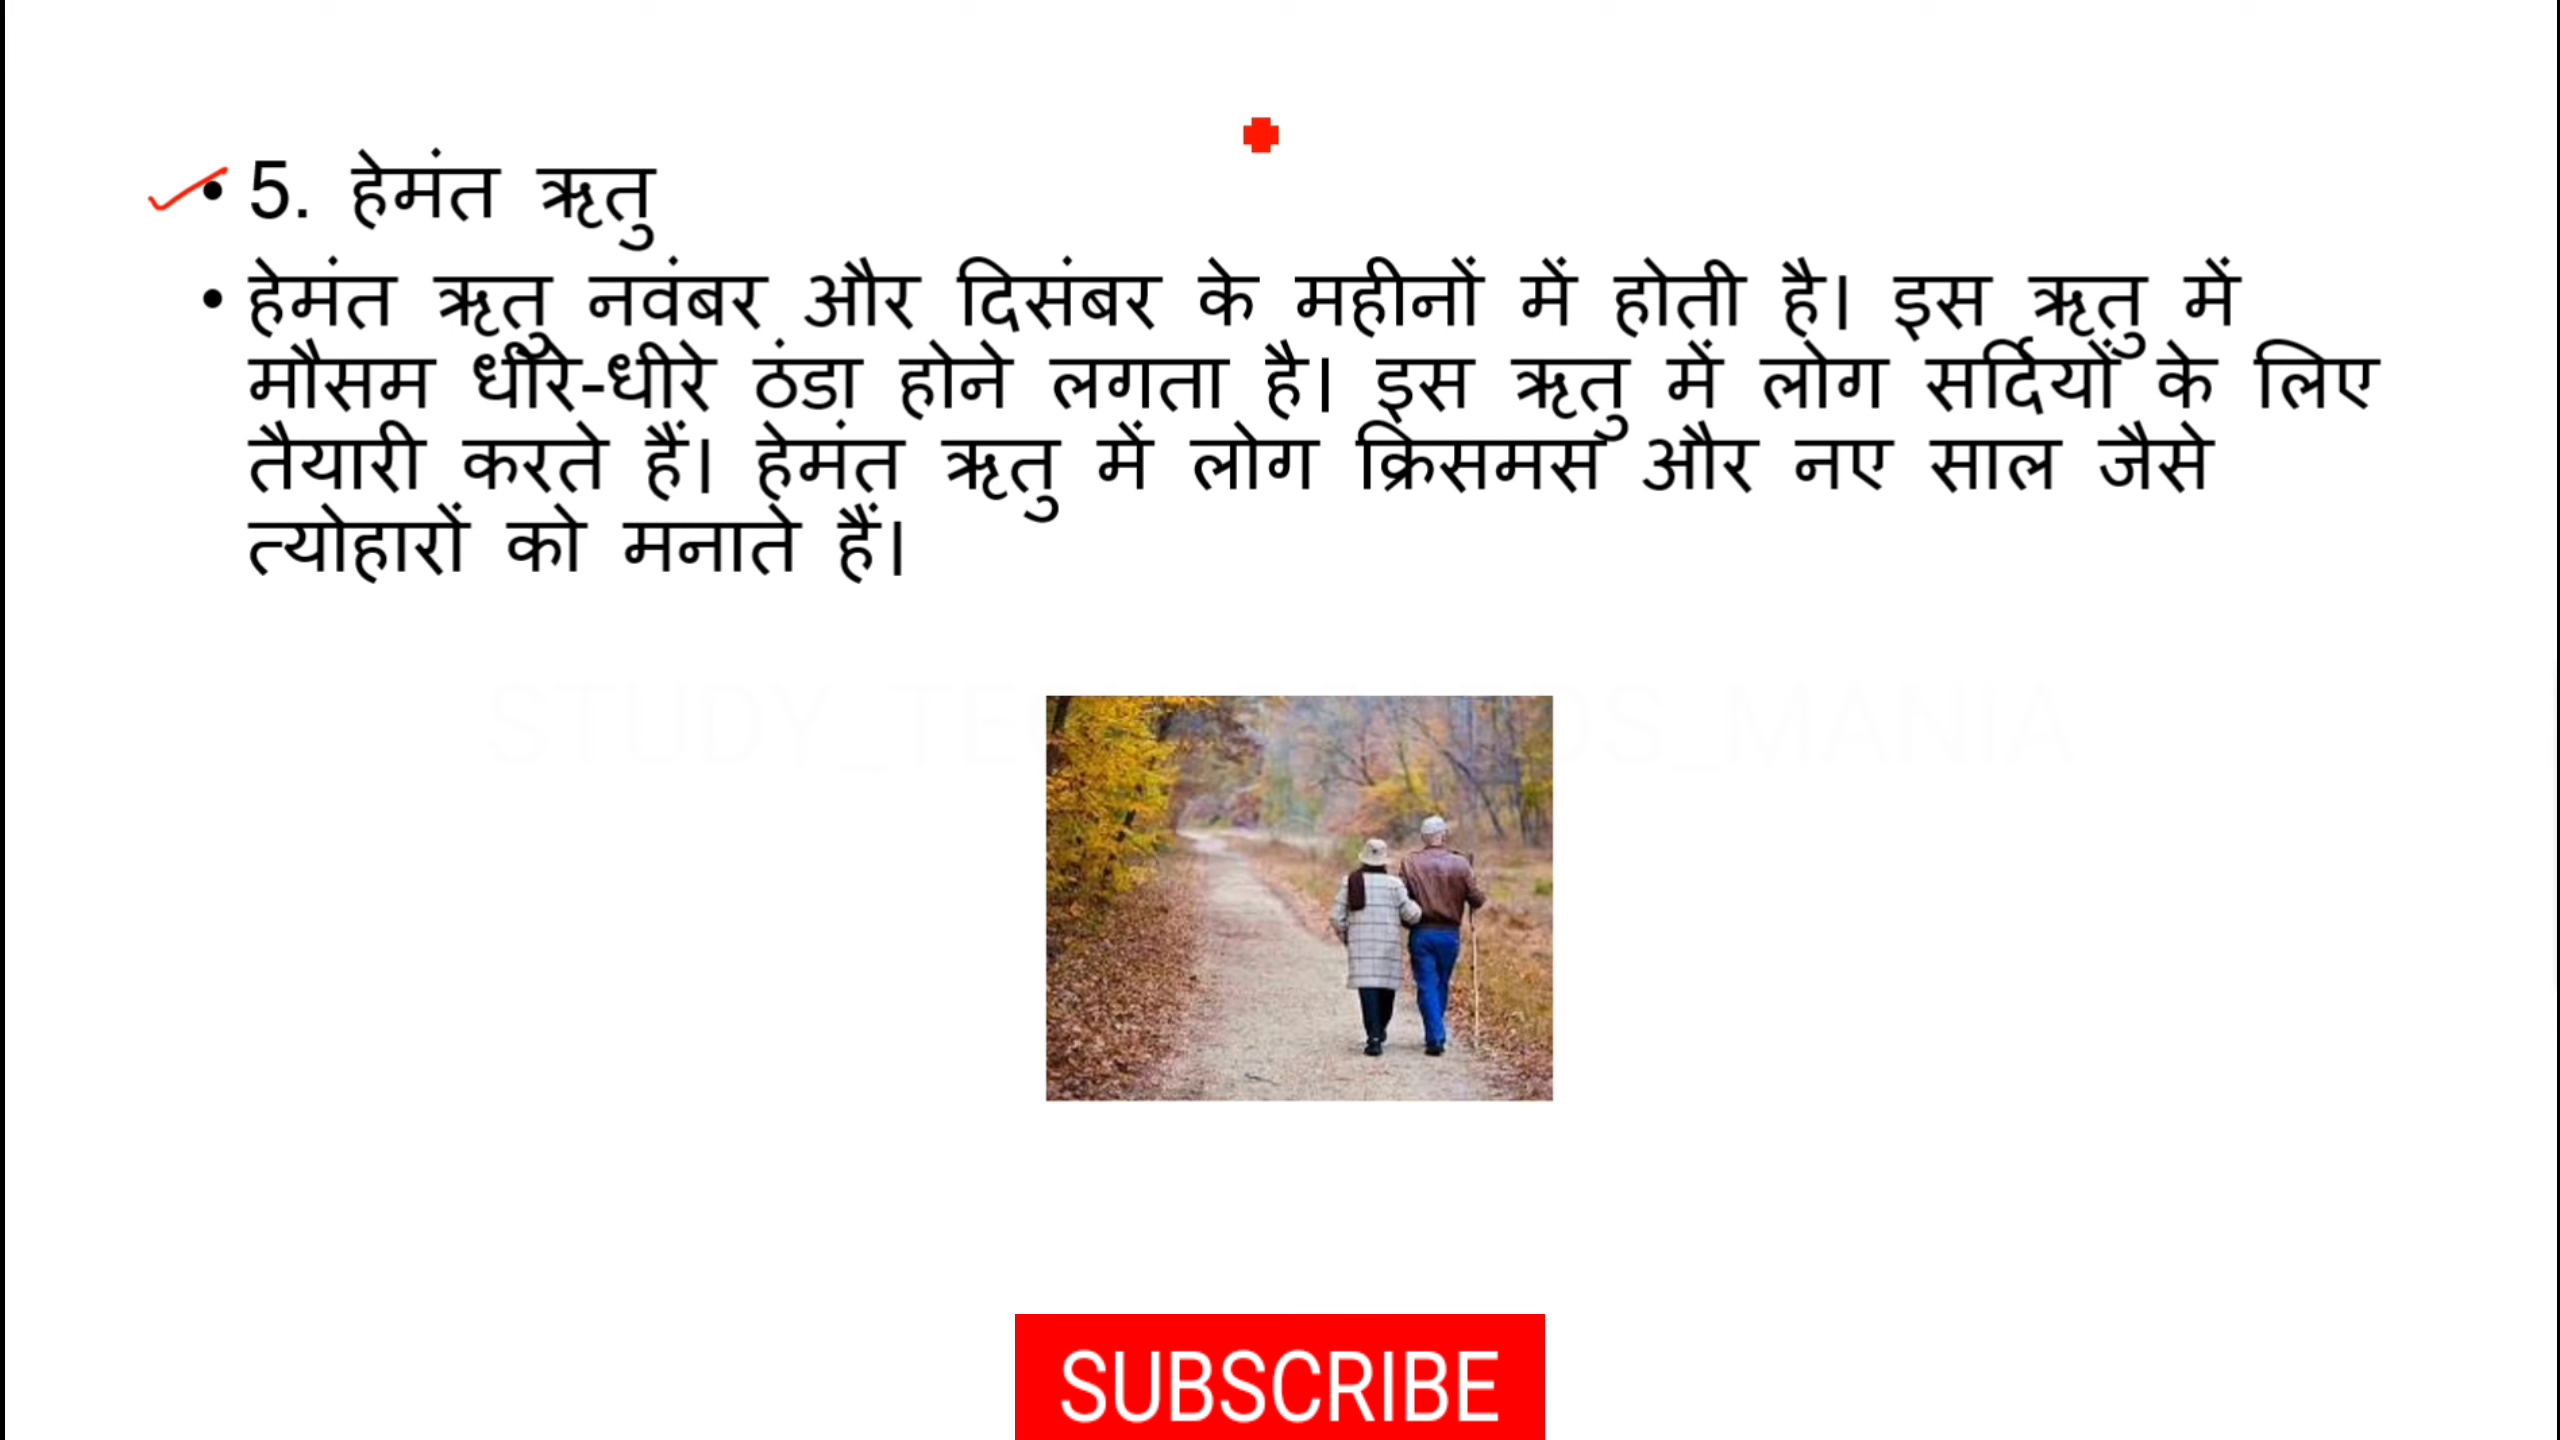 • 5. हेमंत ऋतु
• हेमंत ऋतु नवंबर और दिसंबर के महीनों में होती है। इस ऋतु में
मौसम धीरे-धीरे ठंडा होने लगता है। इस ऋतु में लोग सर्दियों के लिए
तैयारी करते हैं। हेमंत ऋतु में लोग क्रिसमस और नए साल जैसे
त्योहारों को मनाते हैं।
SUBSCRIBE